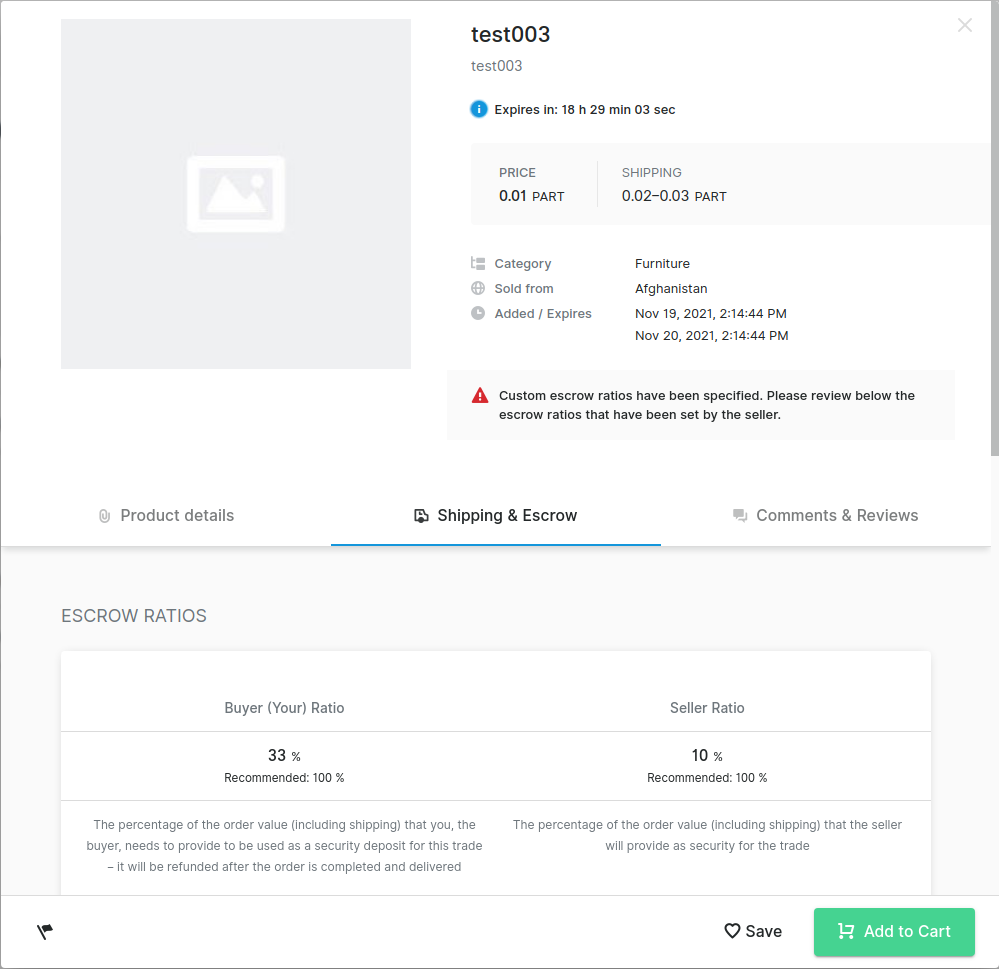 test003
test003
Expires in: 18 h 29 min 03 sec
PRICE
0.01 PART
SHIPPING
0.02–0.03 PART
Category
Furniture
Sold from
Afghanistan
Added / Expires
Nov 19, 2021, 2:14:44 PM
Nov 20, 2021, 2:14:44 PM
Custom escrow ratios have been specified. Please review below the
escrow ratios that have been set by the seller.
Product details
Shipping & Escrow
Comments & Reviews
ESCROW RATIOS
Buyer (Your) Ratio
Seller Ratio
33 %
Recommended: 100 %
10 %
Recommended: 100 %
The percentage of the order value (including shipping) that you, the
buyer, needs to provide to be used as a security deposit for this trade
– it will be refunded after the order is completed and delivered
The percentage of the order value (including shipping) that the seller
will provide as security for the trade
Save
Add to Cart